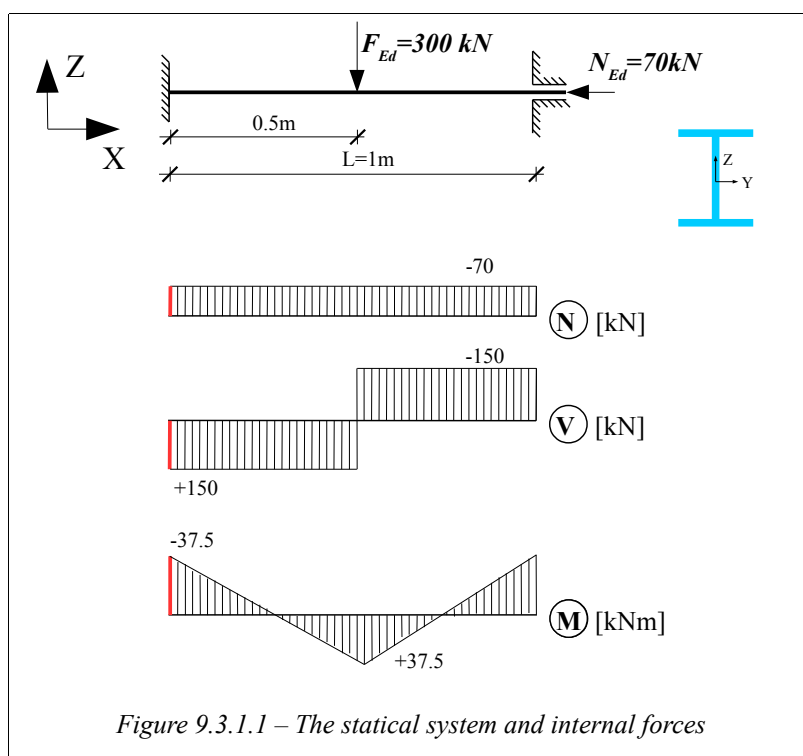 F_Ed=300 kN
Z
N_Ed=70kN
X
0.5m
L=1m
Z
Y
-70
N [kN]
-150
V [kN]
+150
-37.5
M [kNm]
+37.5
Figure 9.3.1.1 – The statical system and internal forces